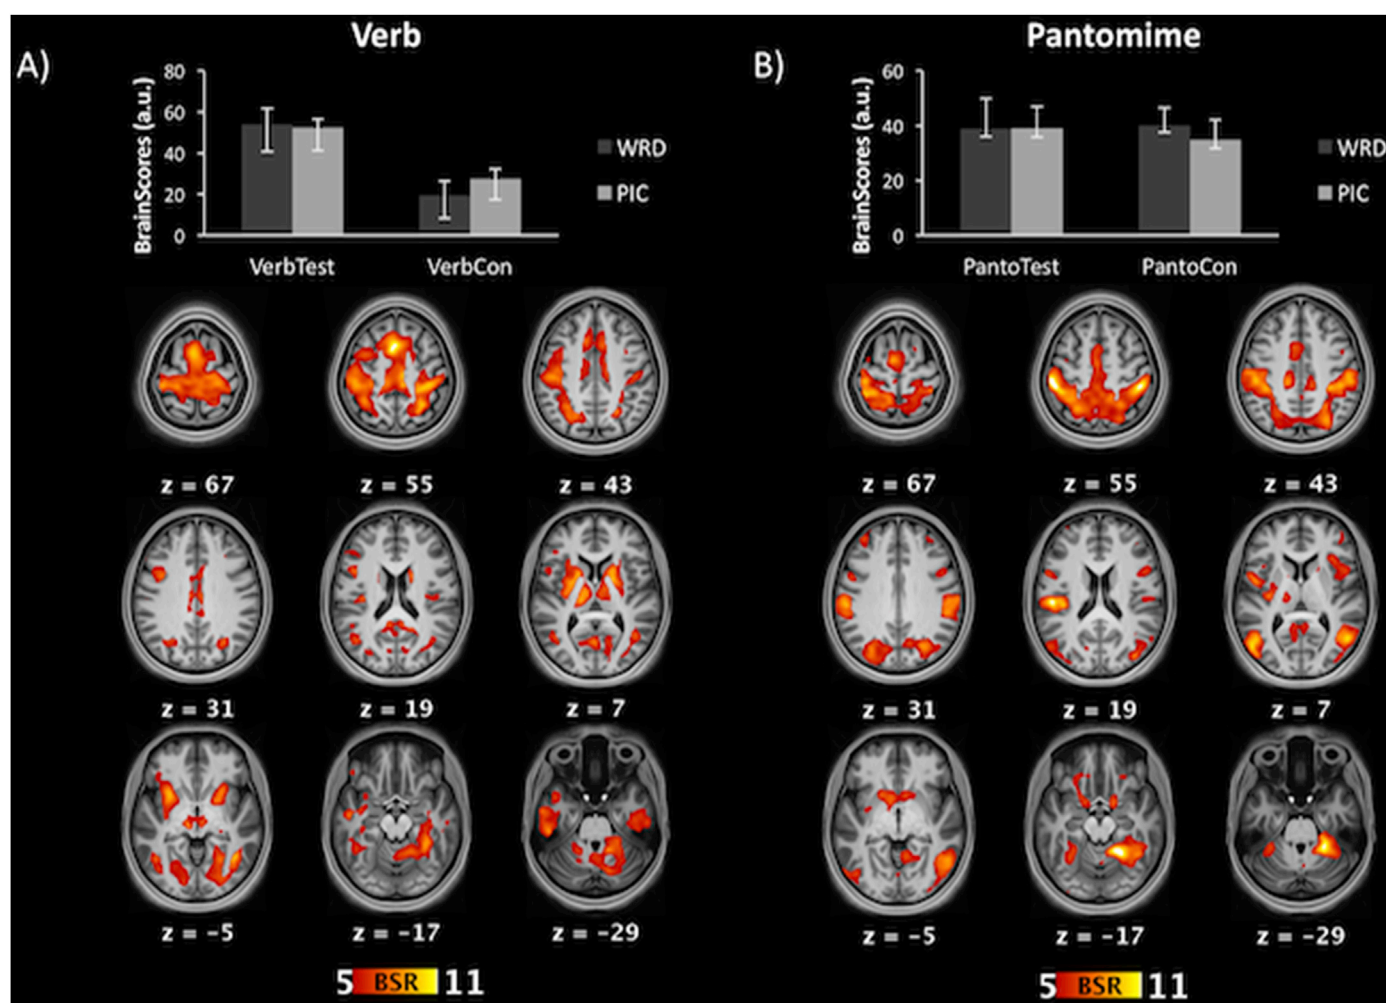 Verb
A)
BrainScores (a.u.)
80
60
40
20
0
WRD
PIC
VerbTest VerbCon
z = 67 z = 55 z = 43
z = 31 z = 19 z = 7
z = -5 z = -17 z = -29
5 BSR 11
Pantomime
B)
BrainScores (a.u.)
60
40
20
0
WRD
PIC
PantoTest PantoCon
z = 67 z = 55 z = 43
z = 31 z = 19 z = 7
z = -5 z = -17 z = -29
5 BSR 11